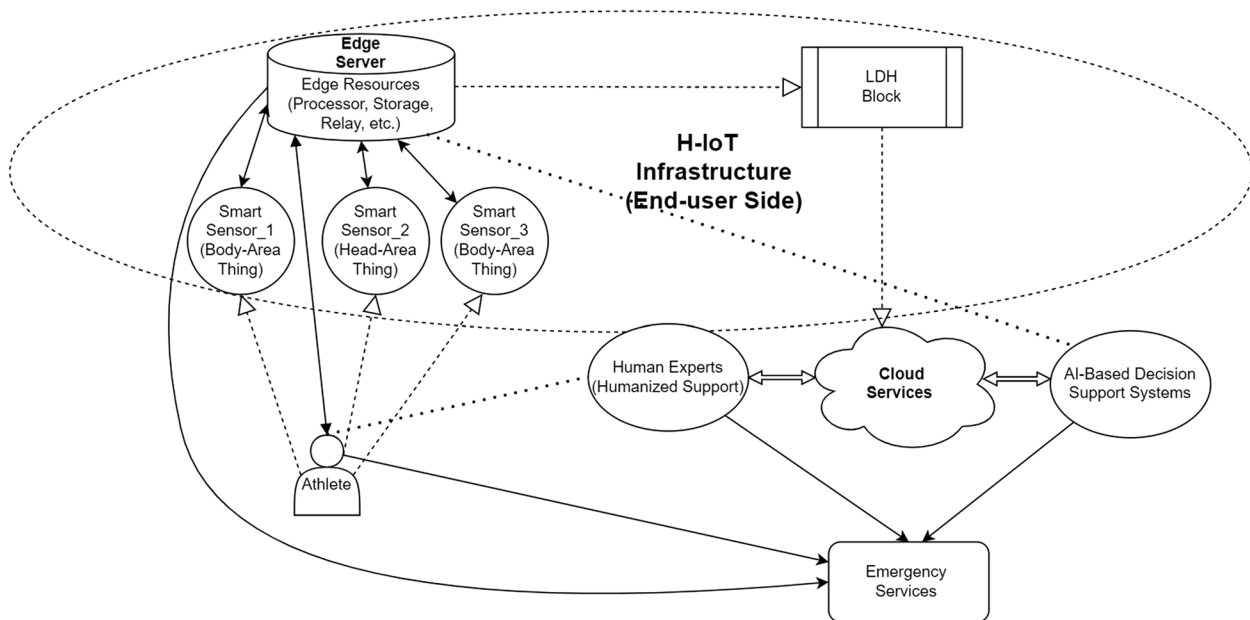 Edge
Server
Edge Resources
(Processor, Storage,
Relay, etc.)
LDH
Block
H-IoT
Infrastructure
(End-user Side)
Smart
Sensor_1
(Body-Area
Thing)
Smart
Sensor_2
(Head-Area
Thing)
Smart
Sensor_3
(Body-Area
Thing)
Human Experts
(Humanized Support)
Cloud
Services
AI-Based Decision
Support Systems
Athlete
Emergency
Services